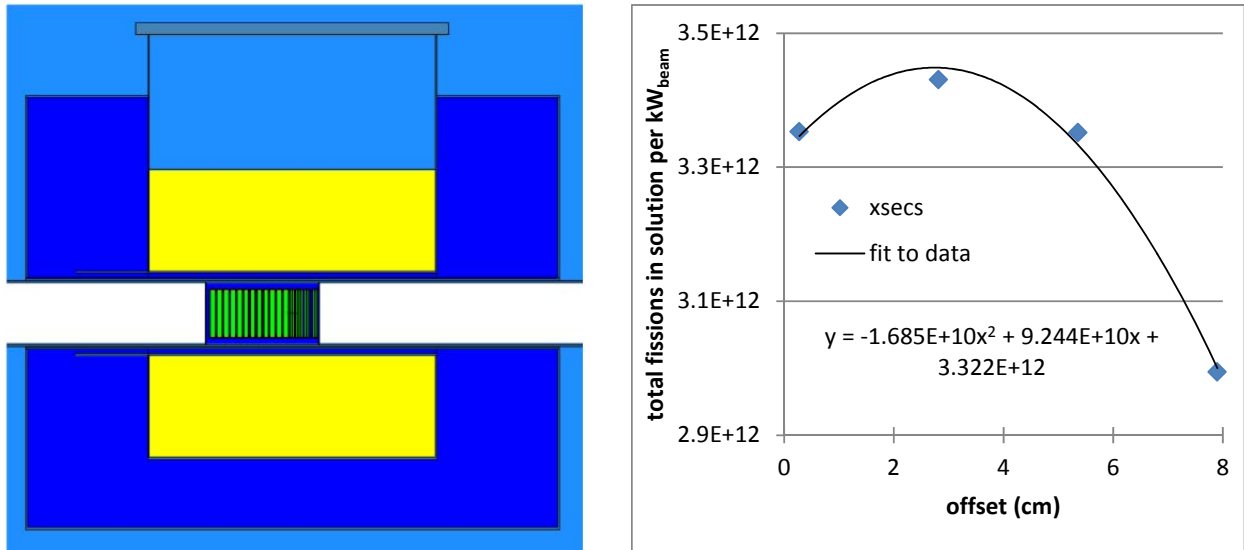 total fissions in solution per kWbeam
3.5E+12
3.3E+12
3.1E+12
2.9E+12
xsecs
fit to data
y = -1.685E+10x² + 9.244E+10x +
3.322E+12
0 2 4 6 8
offset (cm)